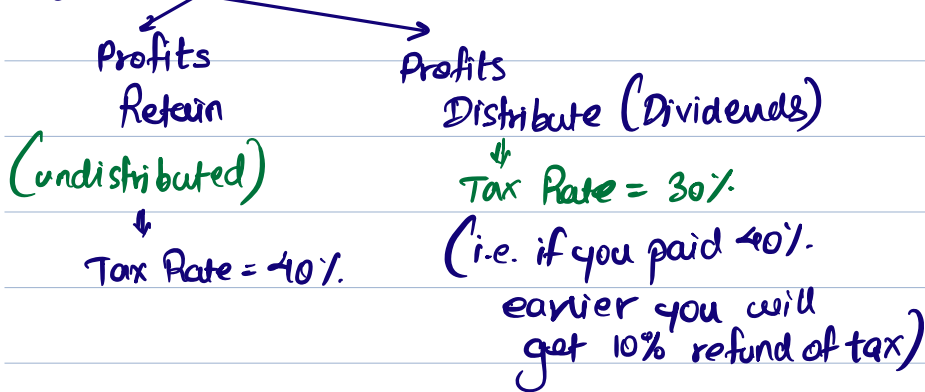 Profits
Retain
(undistributed)
Tax Rate = 40%.
Profits
Distribute (Dividends)
Tax Rate = 30%.
(i.e. if you paid 40%.
earlier you will
get 10% refund of tax)